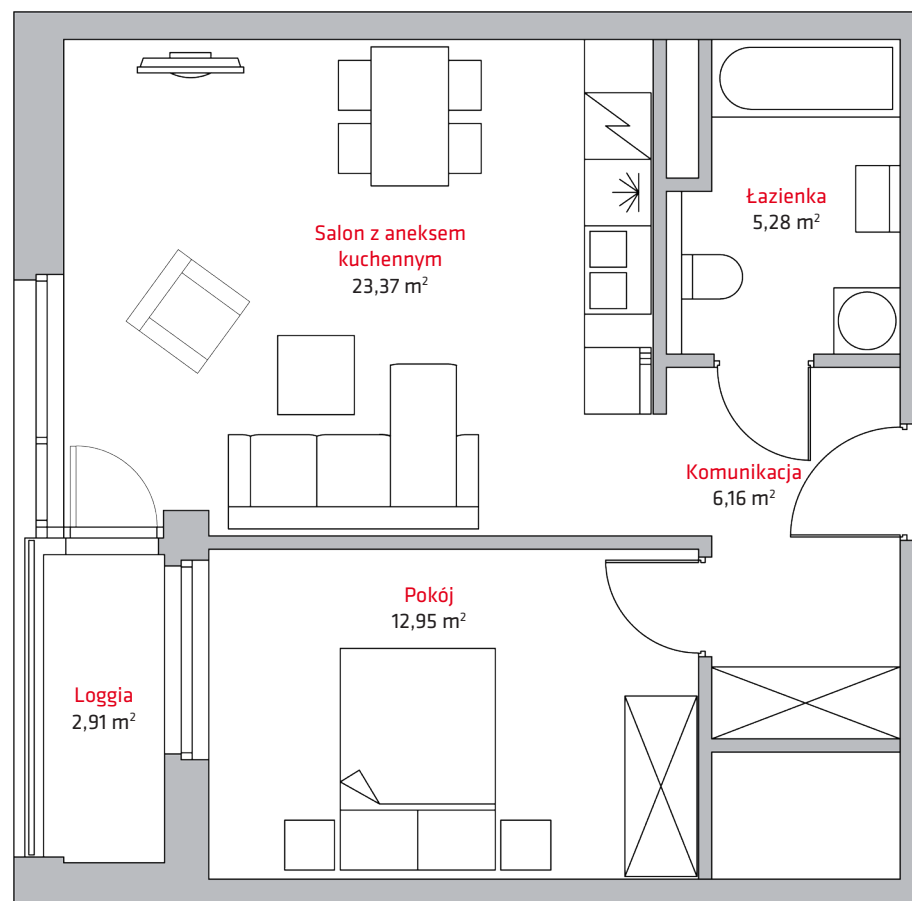 Salon z aneksem
kuchennym
23,37 m²
Łazienka
5,28 m²
Komunikacja
6,16 m²
Pokój
12,95 m²
Loggia
2,91 m²